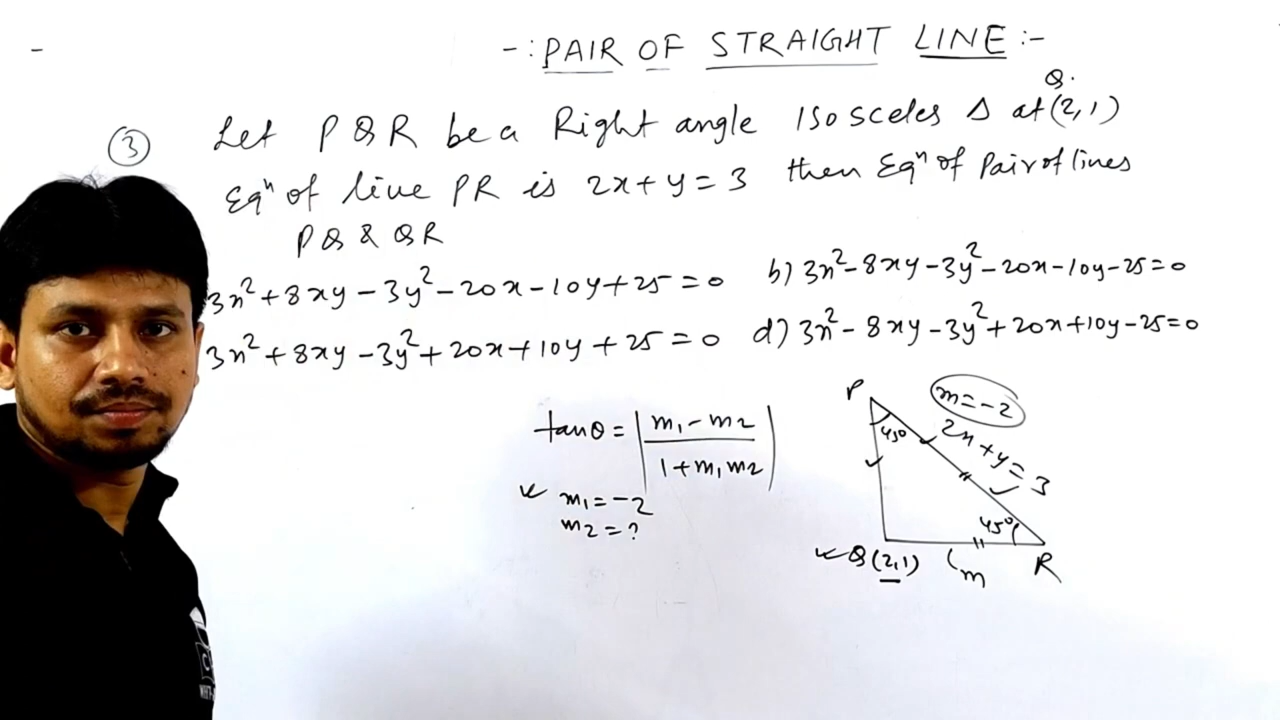 -: PAIR OF STRAIGHT LINE :-
Q.
③ Let PQR be a Right angle Isosceles Δ at (2,1)
Eqⁿ of line PR is 2x+y=3 then Eqⁿ of Pair of lines
PQ & QR
3x²+8xy-3y²-20x-10y+25=0 b) 3x²-8xy-3y²-20x-10y-25=0
3x²+8xy-3y²+20x+10y+25=0 d) 3x²-8xy-3y²+20x+10y-25=0
tanθ = |(m₁-m₂)/(1+m₁m₂)|
m₁=-2
m₂=?
P
m=-2
45°
2x+y=3
45°
Q(2,1)
m
R